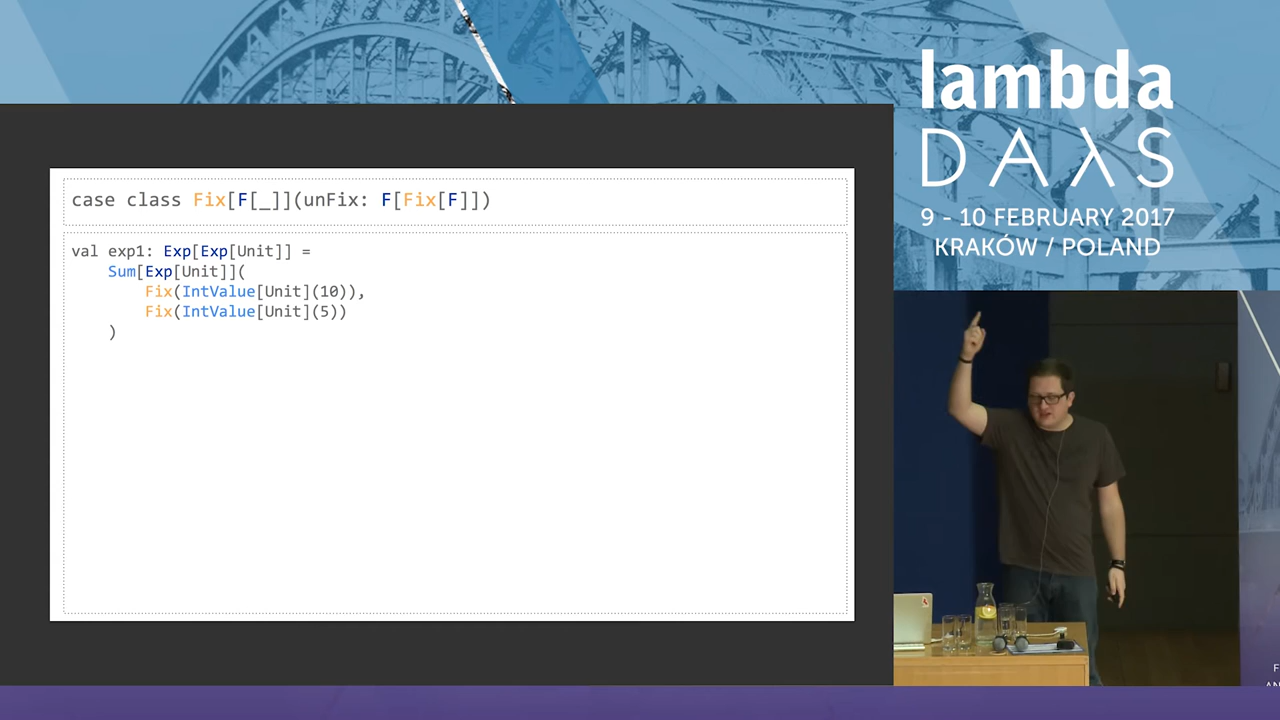 lambda
DAλS
9 - 10 FEBRUARY 2017
KRAKÓW / POLAND
case class Fix[F[_]](unFix: F[Fix[F]])
val exp1: Exp[Exp[Unit]] =
    Sum[Exp[Unit]](
        Fix(IntValue[Unit](10)),
        Fix(IntValue[Unit](5))
    )